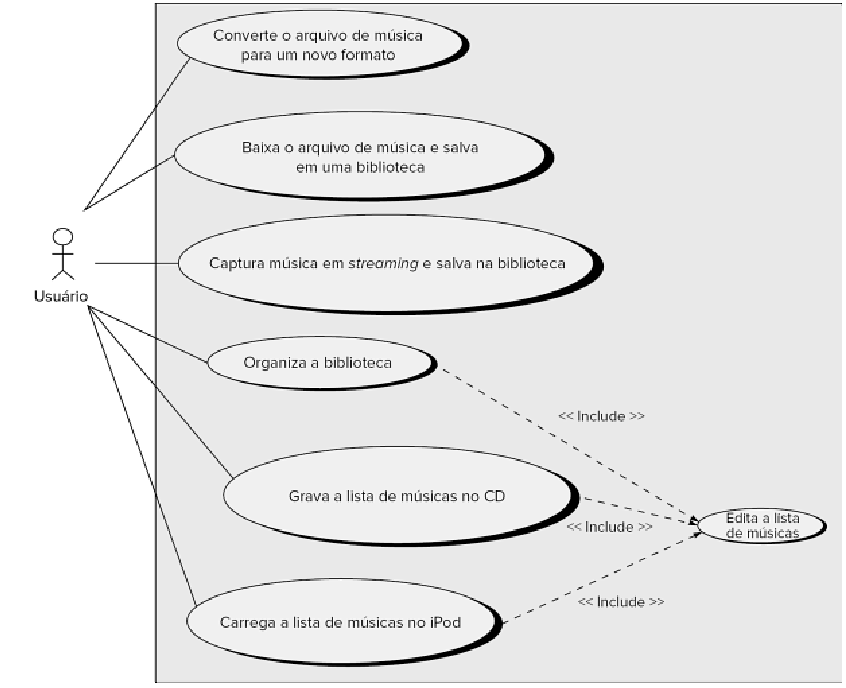 Converte o arquivo de música
para um novo formato
Baixa o arquivo de música e salva
em uma biblioteca
Captura música em streaming e salva na biblioteca
Usuário
Organiza a biblioteca
<< Include >>
Grava a lista de músicas no CD
<< Include >>
Edita a lista
de músicas
<< Include >>
Carrega a lista de músicas no iPod